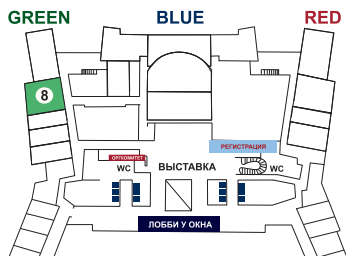 GREEN BLUE RED
8
РЕГИСТРАЦИЯ
ОРГКОМИТЕТ
WC ВЫСТАВКА WC
ЛОББИ У ОКНА